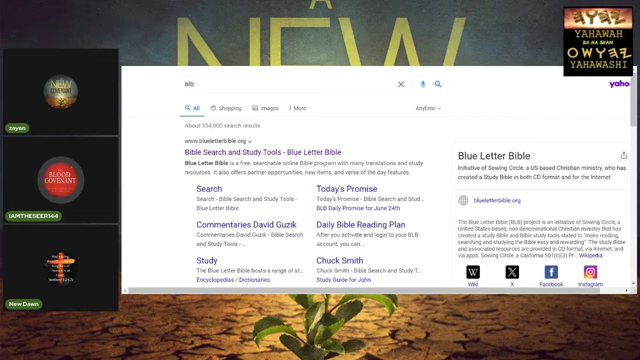 A
NEW
YAHAWAH
BA HA SHAM
YAHAWASHI
NEW
COVENANT
zayan
BLOOD
COVENANT
IAMTHESEER144
New Dawn
blb
yaho
All
Shopping
Images
More
Anytime
About 354,000 search results
www.blueletterbible.org
Bible Search and Study Tools - Blue Letter Bible
Blue Letter Bible is a free, searchable online Bible program with many translations and study
resources. It also offers partner opportunities, new items, and verse of the day features.
Search
Search - Bible Search and Study Tools -
Blue Letter Bible
Today's Promise
Today's Promise - Bible Search and Stud...
BLB Daily Promise for June 24th
Commentaries David Guzik
Commentaries David Guzik - Bible Search
and Study Tools -...
Daily Bible Reading Plan
After you activate and login to your BLB
account, you can...
Study
The Blue Letter Bible hosts a range of st...
Encyclopedias / Dictionaries
Chuck Smith
Chuck Smith - Bible Search and Study T...
Study Guide for John
Blue Letter Bible
Initiative of Sowing Circle, a US-based Christian ministry, who has
created a Study Bible in both CD format and for the Internet
blueletterbible.org
The Blue Letter Bible (BLB) project is an initiative of Sowing Circle, a
United States-based, non-denominational Christian ministry that has
created a study Bible and Bible study tools stated to "make reading,
searching and studying the Bible easy and rewarding". The study Bible
and associated resources are provided in CD format, via Internet, and
via apps. Sowing Circle, a California 501(c)(3) Pr... Wikipedia
W
X
f
Wiki
X
Facebook
Instagram